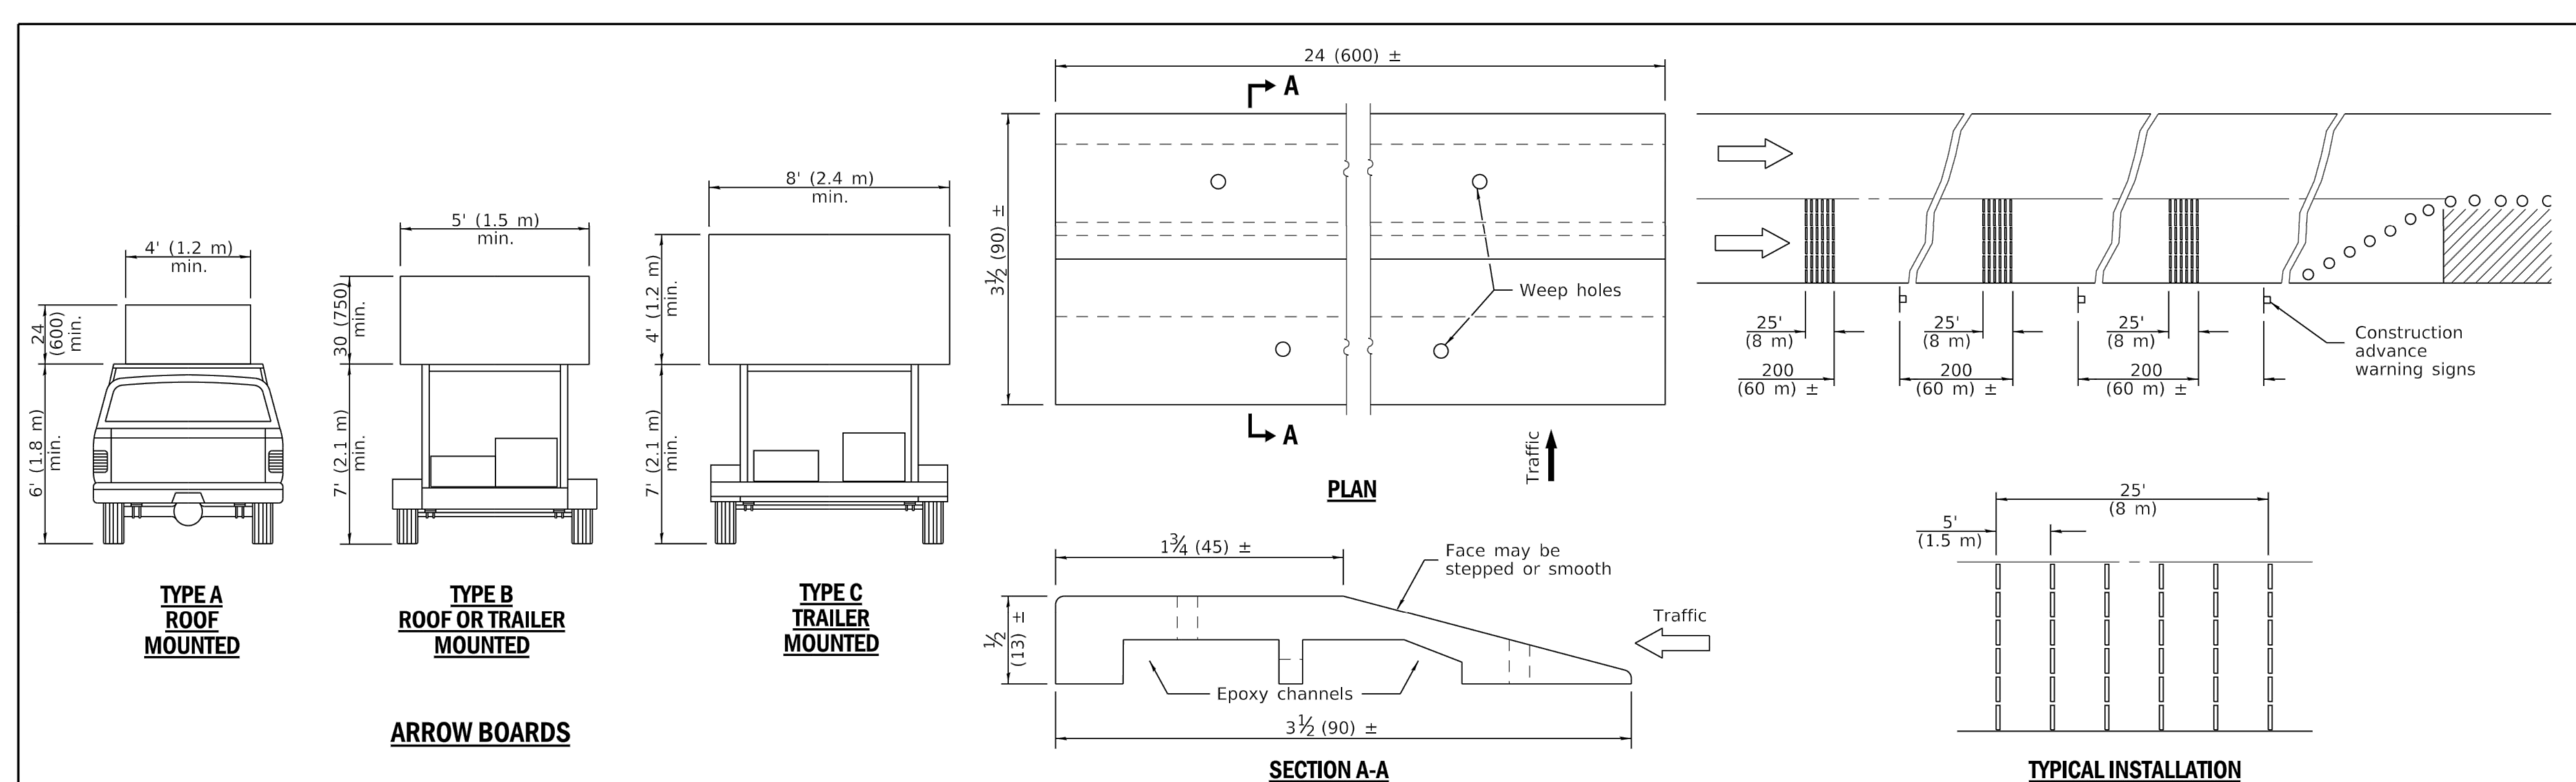 4' (1.2 m)
min.
24
(600)
min.
6' (1.8 m)
min.
TYPE A
ROOF
MOUNTED
5' (1.5 m)
min.
30 (750)
min.
7' (2.1 m)
min.
TYPE B
ROOF OR TRAILER
MOUNTED
8' (2.4 m)
min.
4' (1.2 m)
min.
7' (2.1 m)
min.
TYPE C
TRAILER
MOUNTED
ARROW BOARDS
24 (600) ±
A
3½ (90) ±
Weep holes
A
Traffic
PLAN
1¾ (45) ±
Face may be
stepped or smooth
½
(13) ±
Traffic
Epoxy channels
3½ (90) ±
SECTION A-A
25'
(8 m)
200
(60 m) ±
25'
(8 m)
200
(60 m) ±
25'
(8 m)
200
(60 m) ±
Construction
advance
warning signs
25'
(8 m)
5'
(1.5 m)
TYPICAL INSTALLATION